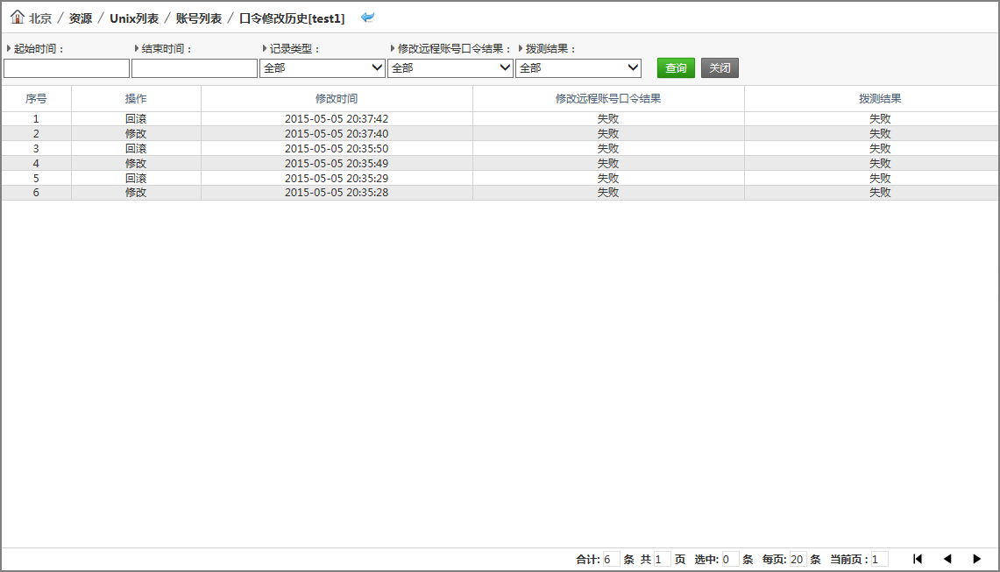 北京 / 资源 / Unix列表 / 账号列表 / 口令修改历史[test1]
起始时间： 结束时间： 记录类型： 修改远程账号口令结果： 拨测结果：
全部 全部 全部 查询 关闭
序号 操作 修改时间 修改远程账号口令结果 拨测结果
1 回滚 2015-05-05 20:37:42 失败 失败
2 修改 2015-05-05 20:37:40 失败 失败
3 回滚 2015-05-05 20:35:50 失败 失败
4 修改 2015-05-05 20:35:49 失败 失败
5 回滚 2015-05-05 20:35:29 失败 失败
6 修改 2015-05-05 20:35:28 失败 失败
合计: 6 条 共 1 页 选中: 0 条 每页: 20 条 当前页 : 1